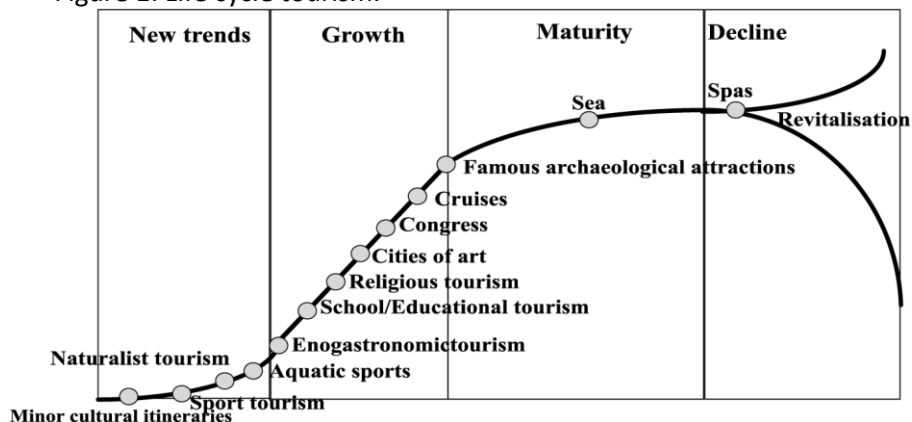 Figure 2: Life cycle tourism.
New trends
Growth
Maturity
Decline
Spas
Sea
Revitalisation
Famous archaeological attractions
Cruises
Congress
Cities of art
Religious tourism
School/Educational tourism
Enogastronomictourism
Naturalist tourism
Aquatic sports
Sport tourism
Minor cultural itineraries